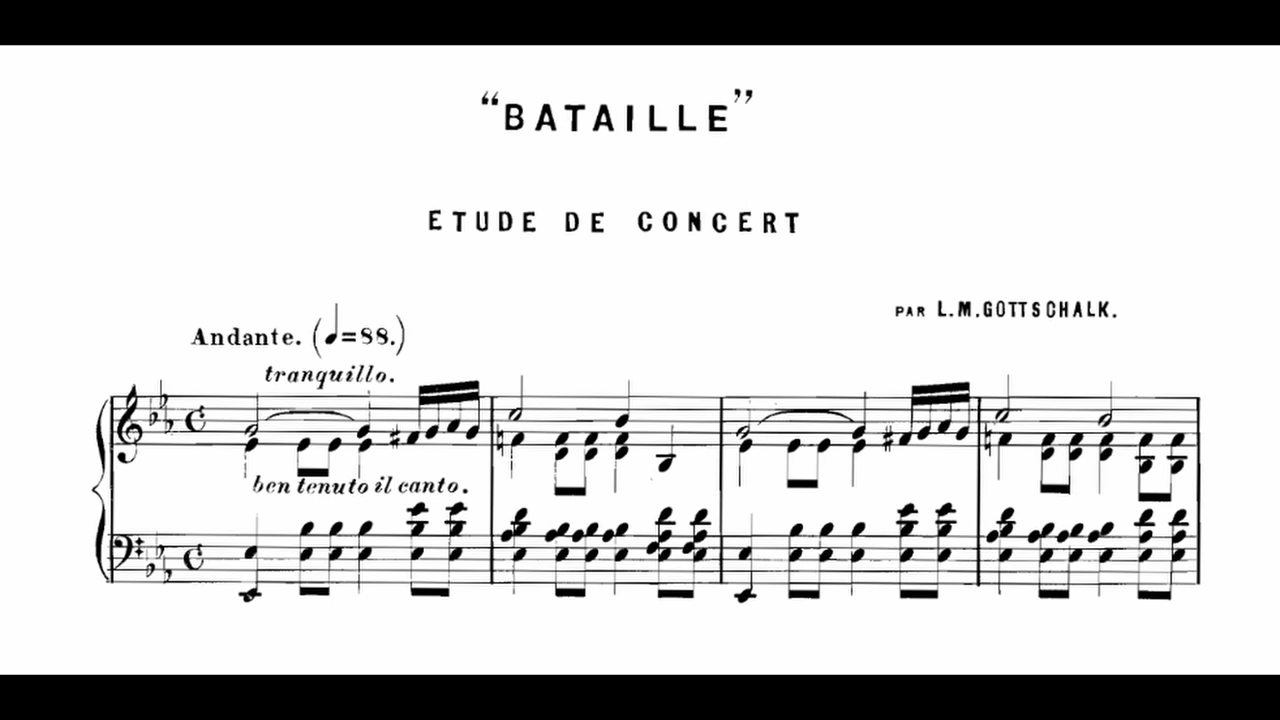 “BATAILLE”
ETUDE DE CONCERT
PAR L.M.GOTTSCHALK.
Andante. (♩=88.)
tranquillo.
ben tenuto il canto.